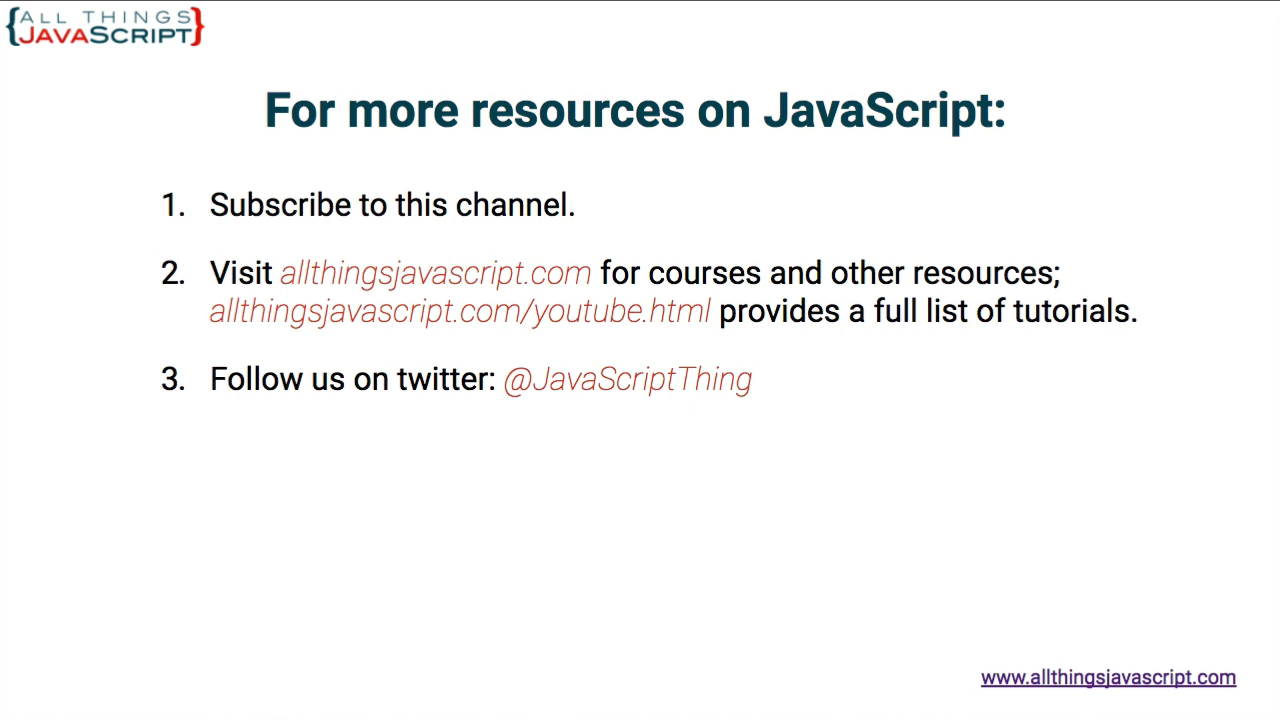 {ALL THINGS
JAVASCRIPT}
For more resources on JavaScript:
1. Subscribe to this channel.
2. Visit allthingsjavascript.com for courses and other resources;
allthingsjavascript.com/youtube.html provides a full list of tutorials.
3. Follow us on twitter: @JavaScriptThing
www.allthingsjavascript.com